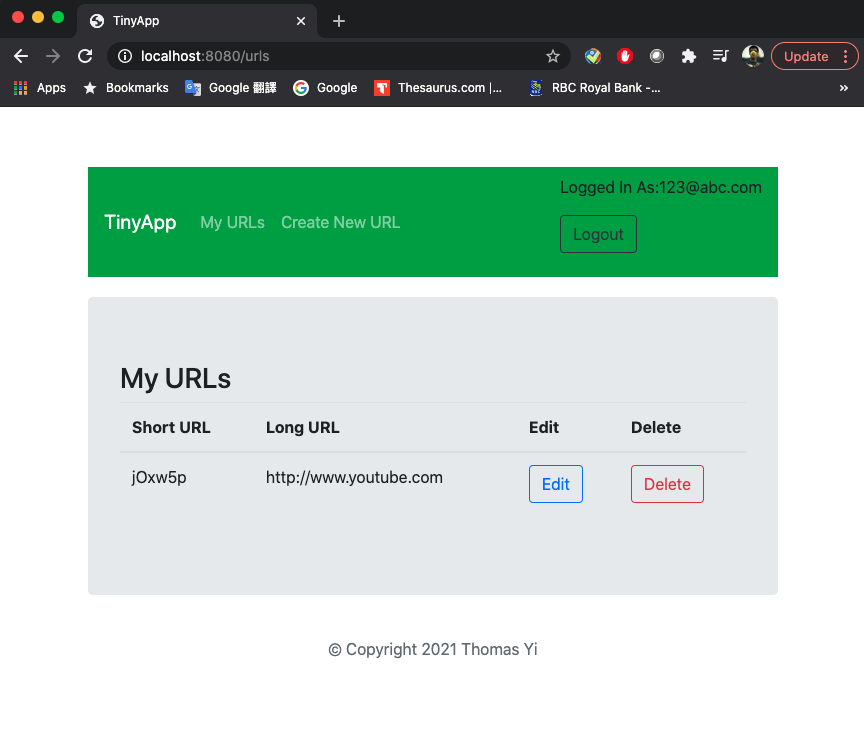 TinyApp
localhost:8080/urls
Update
Apps Bookmarks Google 翻譯 Google Thesaurus.com |... RBC Royal Bank -... »
Logged In As:123@abc.com
TinyApp My URLs Create New URL
Logout
My URLs
Short URL Long URL Edit Delete
jOxw5p http://www.youtube.com Edit Delete
© Copyright 2021 Thomas Yi